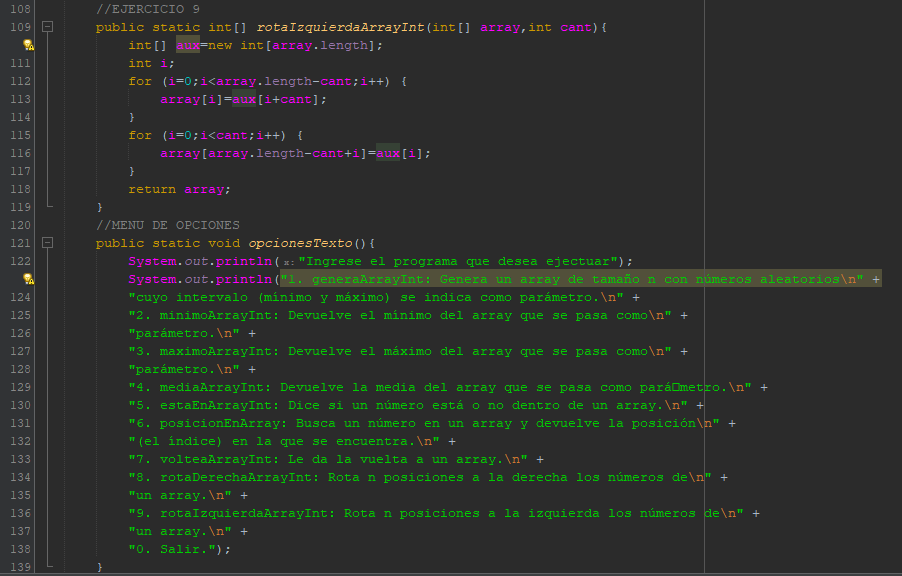 108 //EJERCICIO 9
109 public static int[] rotaIzquierdaArrayInt(int[] array,int cant){
int[] aux=new int[array.length];
111 int i;
112 for (i=0;i<array.length-cant;i++) {
113 array[i]=aux[i+cant];
114 }
115 for (i=0;i<cant;i++) {
116 array[array.length-cant+i]=aux[i];
117 }
118 return array;
119 }
120 //MENU DE OPCIONES
121 public static void opcionesTexto(){
122 System.out.println(x:"Ingrese el programa que desea ejectuar");
System.out.println("1. generaArrayInt: Genera un array de tamaño n con números aleatorios\n" +
124 "cuyo intervalo (mínimo y máximo) se indica como parámetro.\n" +
125 "2. minimoArrayInt: Devuelve el mínimo del array que se pasa como\n" +
126 "parámetro.\n" +
127 "3. maximoArrayInt: Devuelve el máximo del array que se pasa como\n" +
128 "parámetro.\n" +
129 "4. mediaArrayInt: Devuelve la media del array que se pasa como pará□metro.\n" +
130 "5. estaEnArrayInt: Dice si un número está o no dentro de un array.\n" +
131 "6. posicionEnArray: Busca un número en un array y devuelve la posición\n" +
132 "(el índice) en la que se encuentra.\n" +
133 "7. volteaArrayInt: Le da la vuelta a un array.\n" +
134 "8. rotaDerechaArrayInt: Rota n posiciones a la derecha los números de\n" +
135 "un array.\n" +
136 "9. rotaIzquierdaArrayInt: Rota n posiciones a la izquierda los números de\n" +
137 "un array.\n" +
138 "0. Salir.");
139 }